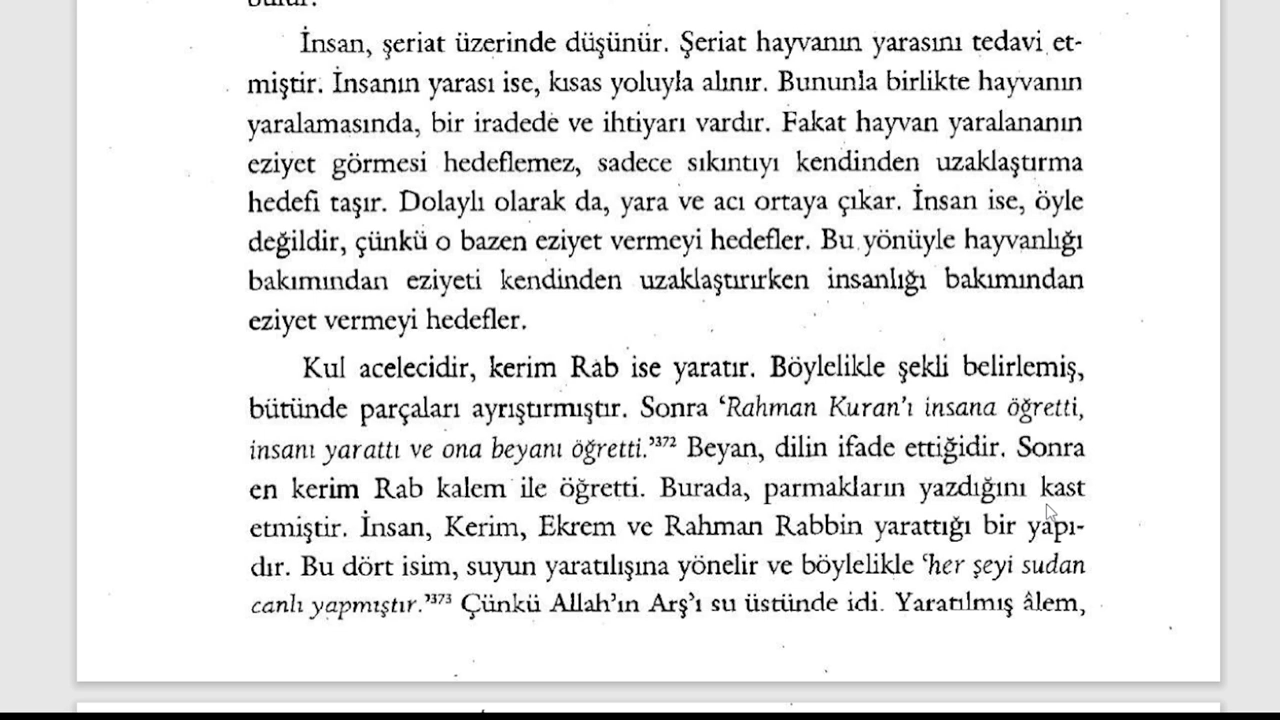 İnsan, şeriat üzerinde düşünür. Şeriat hayvanın yarasını tedavi et-
miştir. İnsanın yarası ise, kısas yoluyla alınır. Bununla birlikte hayvanın
yaralamasında, bir iradede ve ihtiyarı vardır. Fakat hayvan yaralananın
eziyet görmesi hedeflemez, sadece sıkıntıyı kendinden uzaklaştırma
hedefi taşır. Dolaylı olarak da, yara ve acı ortaya çıkar. İnsan ise, öyle
değildir, çünkü o bazen eziyet vermeyi hedefler. Bu yönüyle hayvanlığı
bakımından eziyeti kendinden uzaklaştırırken insanlığı bakımından
eziyet vermeyi hedefler.
Kul acelecidir, kerim Rab ise yaratır. Böylelikle şekli belirlemiş,
bütünde parçaları ayrıştırmıştır. Sonra ‘Rahman Kuran’ı insana öğretti,
insanı yarattı ve ona beyanı öğretti.’³⁷² Beyan, dilin ifade ettiğidir. Sonra
en kerim Rab kalem ile öğretti. Burada, parmakların yazdığını kast
etmiştir. İnsan, Kerim, Ekrem ve Rahman Rabbin yarattığı bir yapı-
dır. Bu dört isim, suyun yaratılışına yönelir ve böylelikle ‘her şeyi sudan
canlı yapmıştır.’³⁷³ Çünkü Allah’ın Arş’ı su üstünde idi. Yaratılmış âlem,